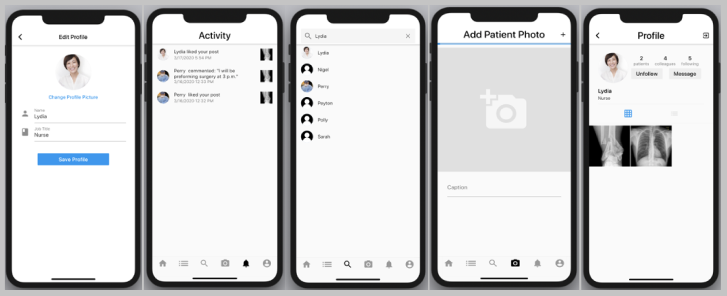 Edit Profile
Change Profile Picture
Name
Lydia
Job Title
Nurse
Save Profile
Activity
Lydia liked your post
3/17/2020 5:54 PM
Perry commented: "I will be
preforming surgery at 3 p.m."
3/16/2020 12:53 PM
Perry liked your post
3/16/2020 12:52 PM
Lydia
Lydia
Nigel
Perry
Peyton
Polly
Sarah
Add Patient Photo
+
Caption
Profile
2 4 5
patients colleagues following
Unfollow Message
Lydia
Nurse